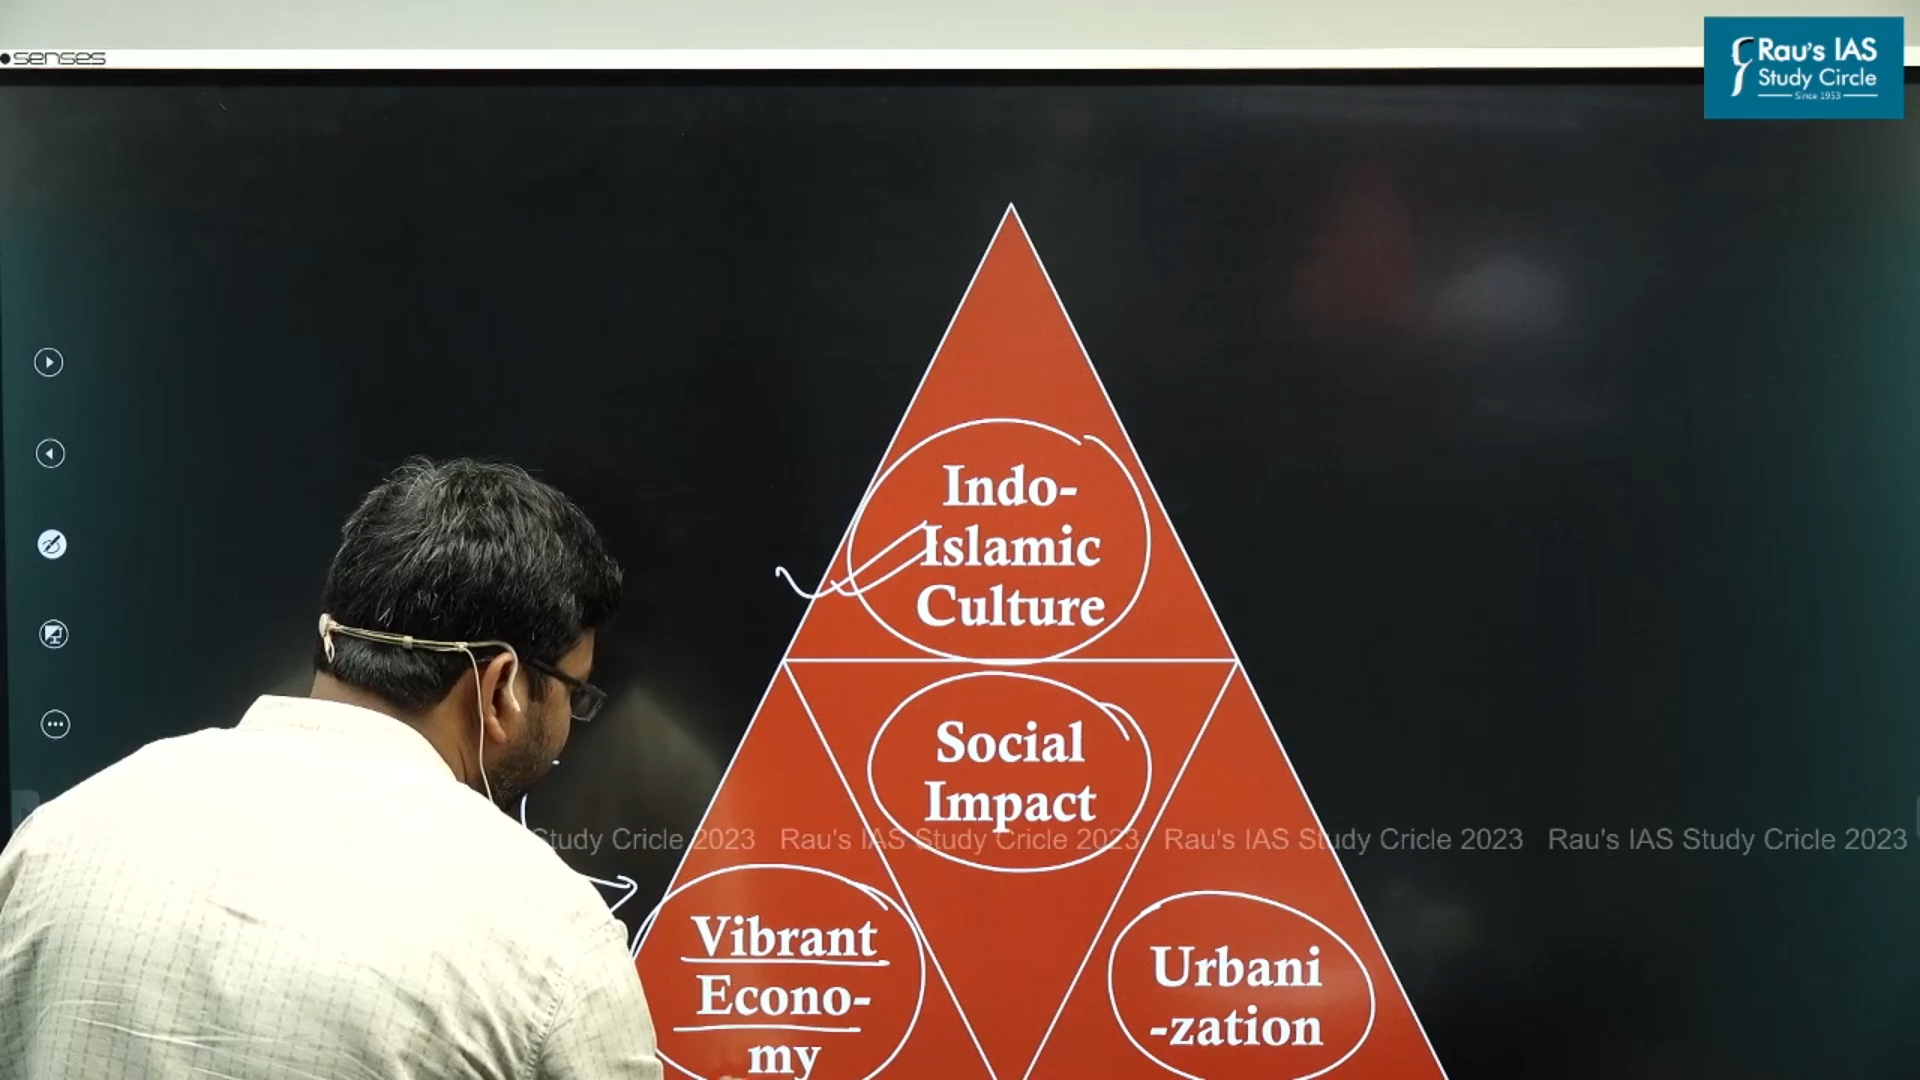 senses
Rau's IAS
Study Circle
Since 1953
Indo-
Islamic
Culture
Social
Impact
Study Cricle 2023 Rau's IAS Study Cricle 2023 Rau's IAS Study Cricle 2023 Rau's IAS Study Cricle 2023
Vibrant
Econo-
my
Urbani
-zation